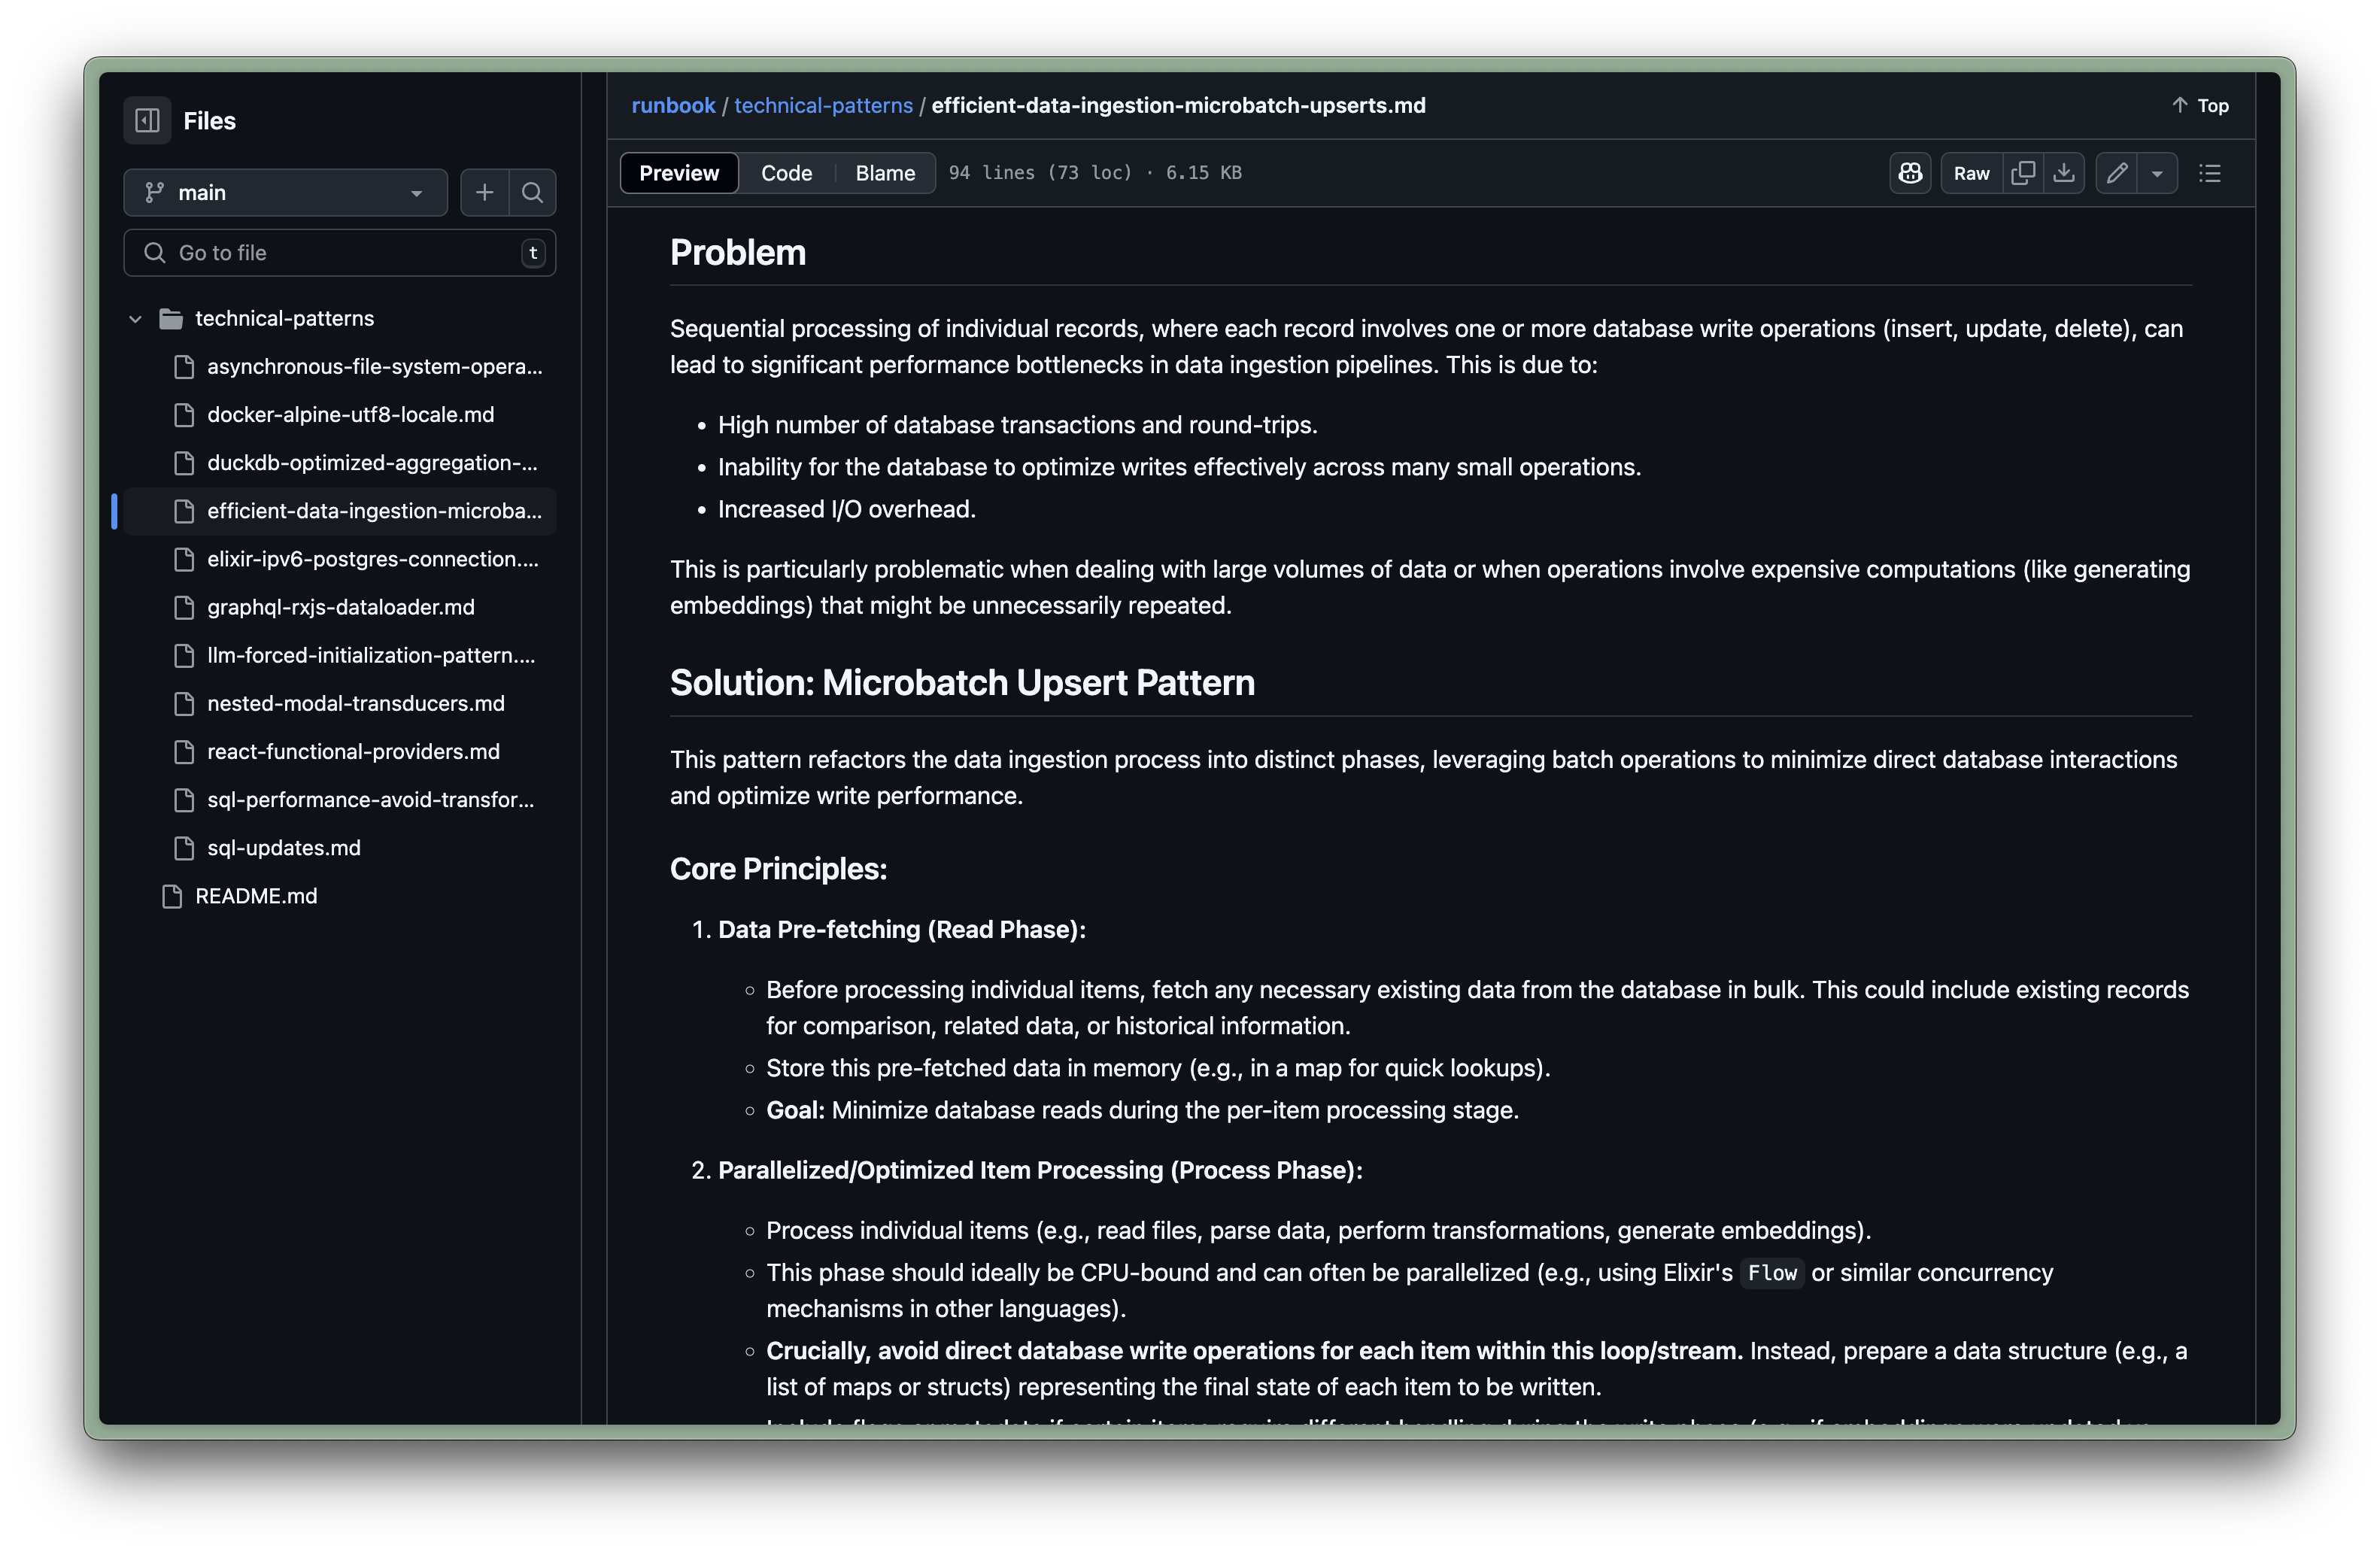 Files
main
Go to file
t
technical-patterns
asynchronous-file-system-opera...
docker-alpine-utf8-locale.md
duckdb-optimized-aggregation-...
efficient-data-ingestion-microba...
elixir-ipv6-postgres-connection....
graphql-rxjs-dataloader.md
llm-forced-initialization-pattern....
nested-modal-transducers.md
react-functional-providers.md
sql-performance-avoid-transfor...
sql-updates.md
README.md
runbook / technical-patterns / efficient-data-ingestion-microbatch-upserts.md
Top
Preview Code Blame 94 lines (73 loc) · 6.15 KB
Raw
Problem
Sequential processing of individual records, where each record involves one or more database write operations (insert, update, delete), can
lead to significant performance bottlenecks in data ingestion pipelines. This is due to:
• High number of database transactions and round-trips.
• Inability for the database to optimize writes effectively across many small operations.
• Increased I/O overhead.
This is particularly problematic when dealing with large volumes of data or when operations involve expensive computations (like generating
embeddings) that might be unnecessarily repeated.
Solution: Microbatch Upsert Pattern
This pattern refactors the data ingestion process into distinct phases, leveraging batch operations to minimize direct database interactions
and optimize write performance.
Core Principles:
1. Data Pre-fetching (Read Phase):
○ Before processing individual items, fetch any necessary existing data from the database in bulk. This could include existing records
for comparison, related data, or historical information.
○ Store this pre-fetched data in memory (e.g., in a map for quick lookups).
○ Goal: Minimize database reads during the per-item processing stage.
2. Parallelized/Optimized Item Processing (Process Phase):
○ Process individual items (e.g., read files, parse data, perform transformations, generate embeddings).
○ This phase should ideally be CPU-bound and can often be parallelized (e.g., using Elixir's Flow or similar concurrency
mechanisms in other languages).
○ Crucially, avoid direct database write operations for each item within this loop/stream. Instead, prepare a data structure (e.g., a
list of maps or structs) representing the final state of each item to be written.